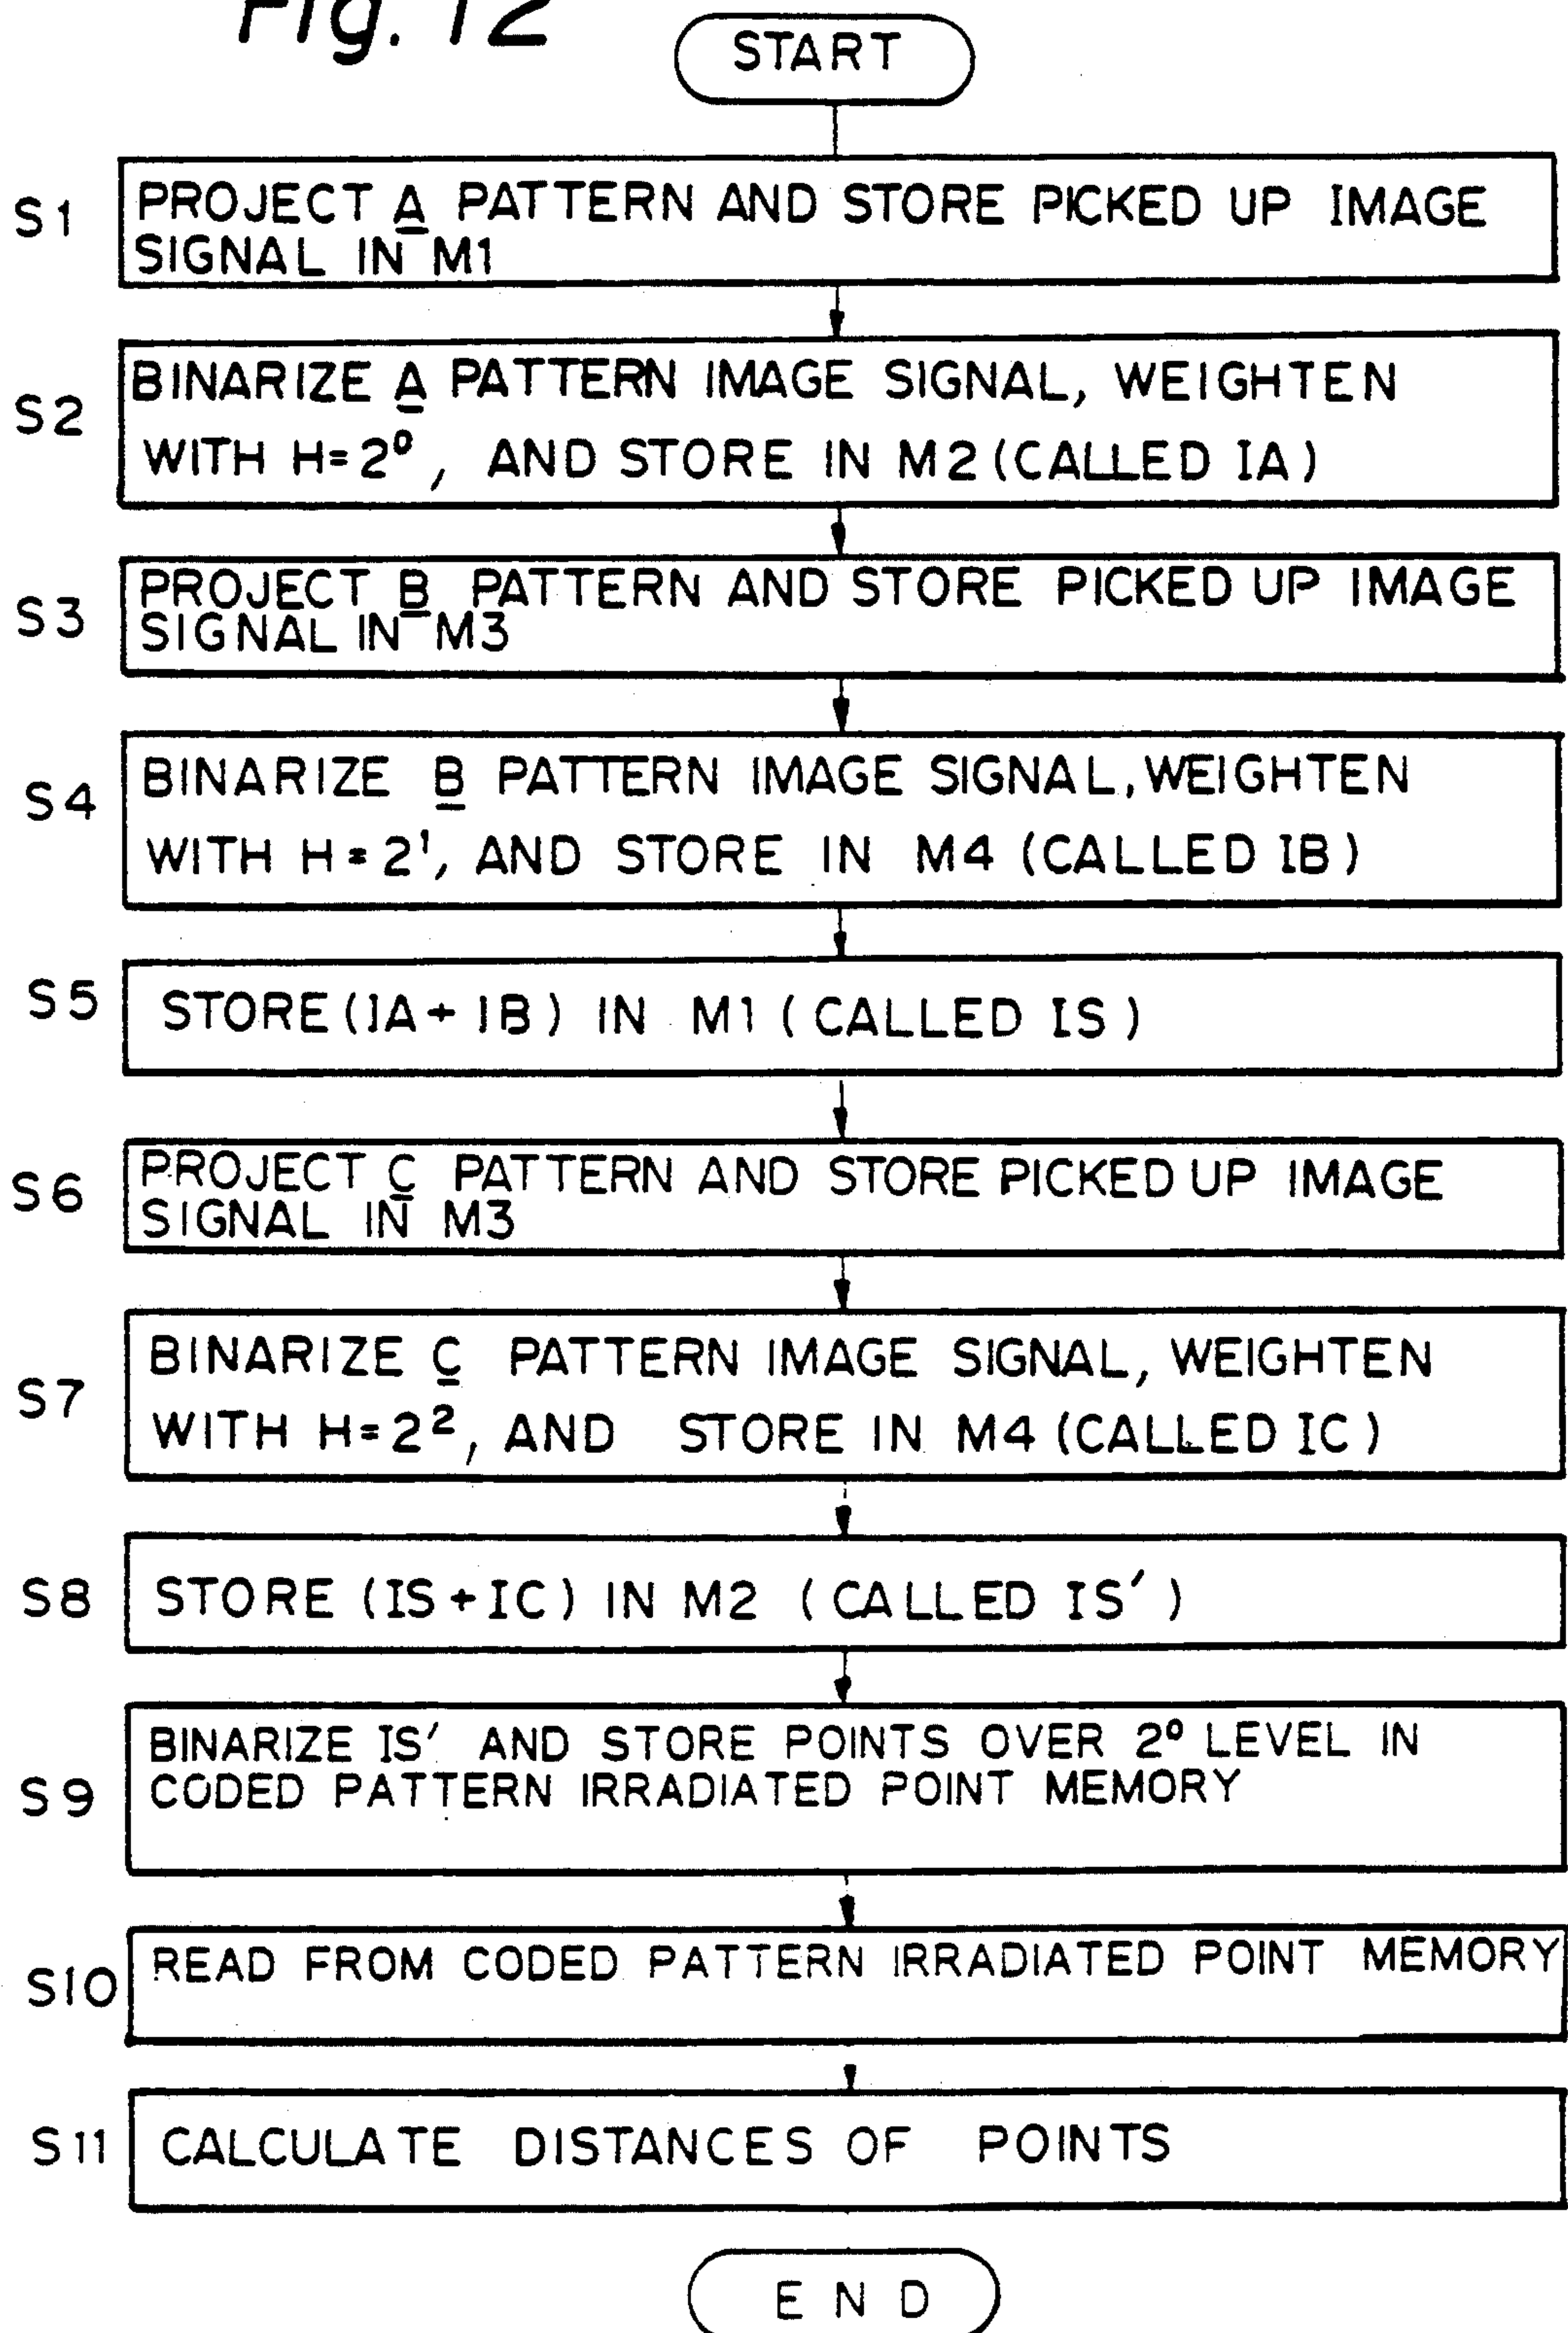 Fig. 12
START
S1
PROJECT A PATTERN AND STORE PICKED UP IMAGE
SIGNAL IN M1
S2
BINARIZE A PATTERN IMAGE SIGNAL, WEIGHTEN
WITH H=2⁰, AND STORE IN M2 (CALLED IA)
S3
PROJECT B PATTERN AND STORE PICKED UP IMAGE
SIGNAL IN M3
S4
BINARIZE B PATTERN IMAGE SIGNAL, WEIGHTEN
WITH H=2¹, AND STORE IN M4 (CALLED IB)
S5
STORE (IA+IB) IN M1 (CALLED IS)
S6
PROJECT C PATTERN AND STORE PICKED UP IMAGE
SIGNAL IN M3
S7
BINARIZE C PATTERN IMAGE SIGNAL, WEIGHTEN
WITH H=2², AND STORE IN M4 (CALLED IC)
S8
STORE (IS+IC) IN M2 (CALLED IS′)
S9
BINARIZE IS′ AND STORE POINTS OVER 2⁰ LEVEL IN
CODED PATTERN IRRADIATED POINT MEMORY
S10
READ FROM CODED PATTERN IRRADIATED POINT MEMORY
S11
CALCULATE DISTANCES OF POINTS
END